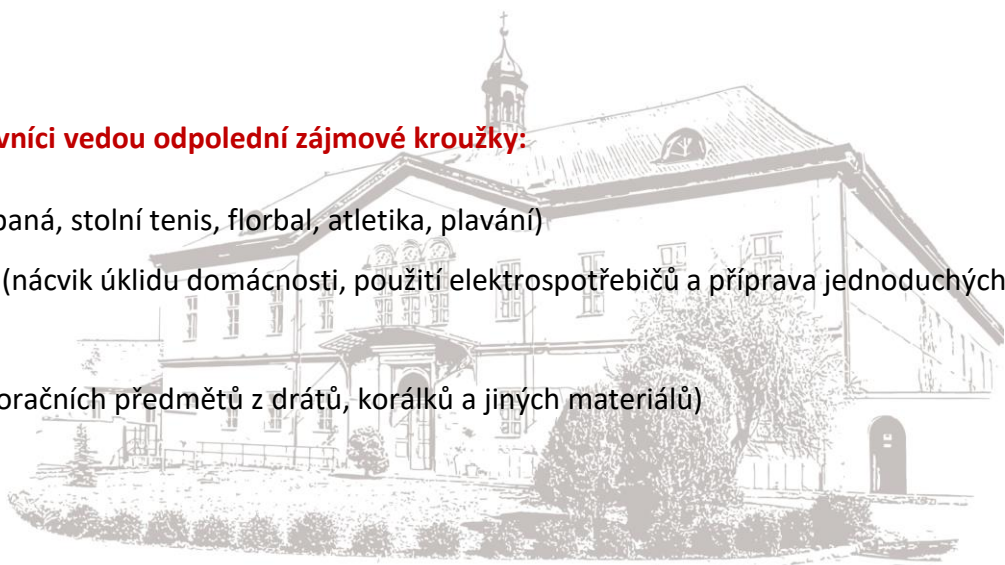 vníci vedou odpolední zájmové kroužky:
paná, stolní tenis, florbal, atletika, plavání)
(nácvik úklidu domácnosti, použití elektrospotřebičů a příprava jednoduchých
oračních předmětů z drátů, korálků a jiných materiálů)